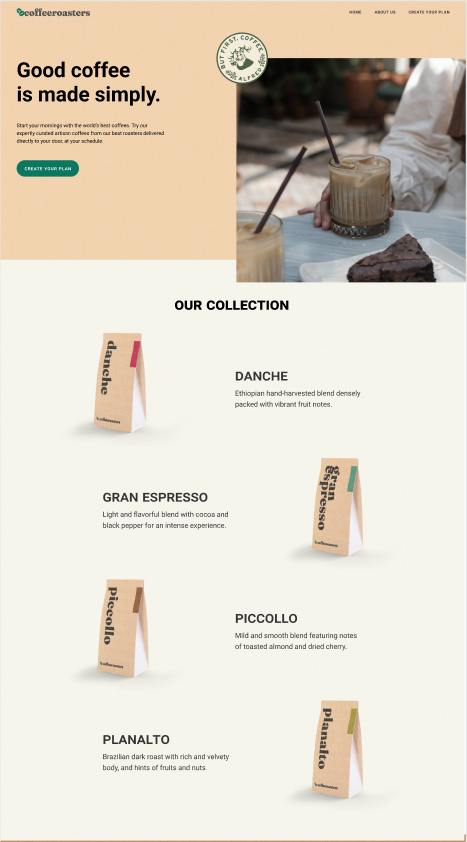 coffeeroasters
HOME ABOUT US CREATE YOUR PLAN
BUT FIRST, COFFEE
ALFRED
Good coffee
is made simply.
Start your mornings with the world's best coffees. Try our
expertly curated artisan coffees from our best roasters delivered
directly to your door, at your schedule.
CREATE YOUR PLAN
OUR COLLECTION
danche
coffeeroasters
DANCHE
Ethiopian hand-harvested blend densely
packed with vibrant fruit notes.
GRAN ESPRESSO
Light and flavorful blend with cocoa and
black pepper for an intense experience.
gran
espresso
coffeeroasters
piccollo
coffeeroasters
PICCOLLO
Mild and smooth blend featuring notes
of toasted almond and dried cherry.
PLANALTO
Brazilian dark roast with rich and velvety
body, and hints of fruits and nuts.
planalto
coffeeroasters